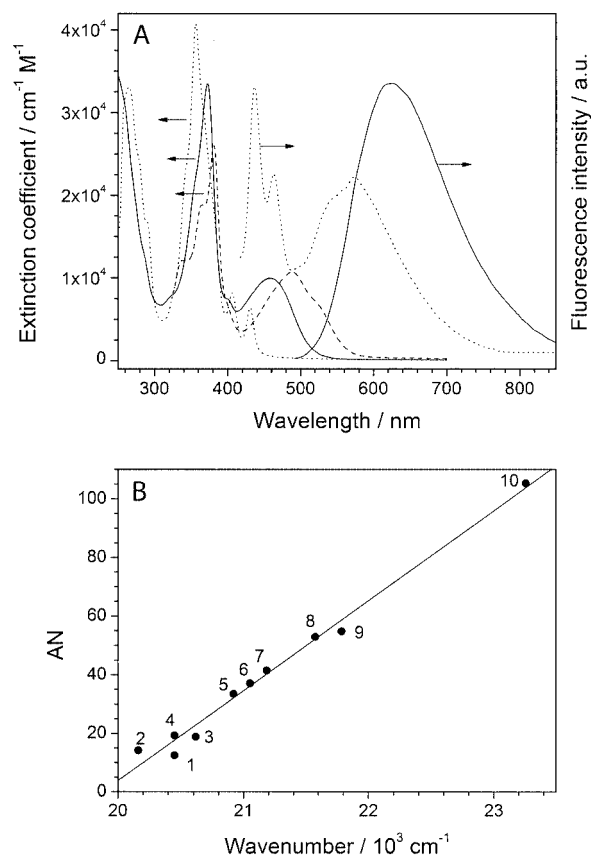 A
Extinction coefficient / cm⁻¹ M⁻¹
4x10⁴
3x10⁴
2x10⁴
1x10⁴
0
Fluorescence intensity / a.u.
300 400 500 600 700 800
Wavelength / nm
B
AN
100
80
60
40
20
0
10
9
8
7
6
5
4
3
2
1
20 21 22 23
Wavenumber / 10³ cm⁻¹